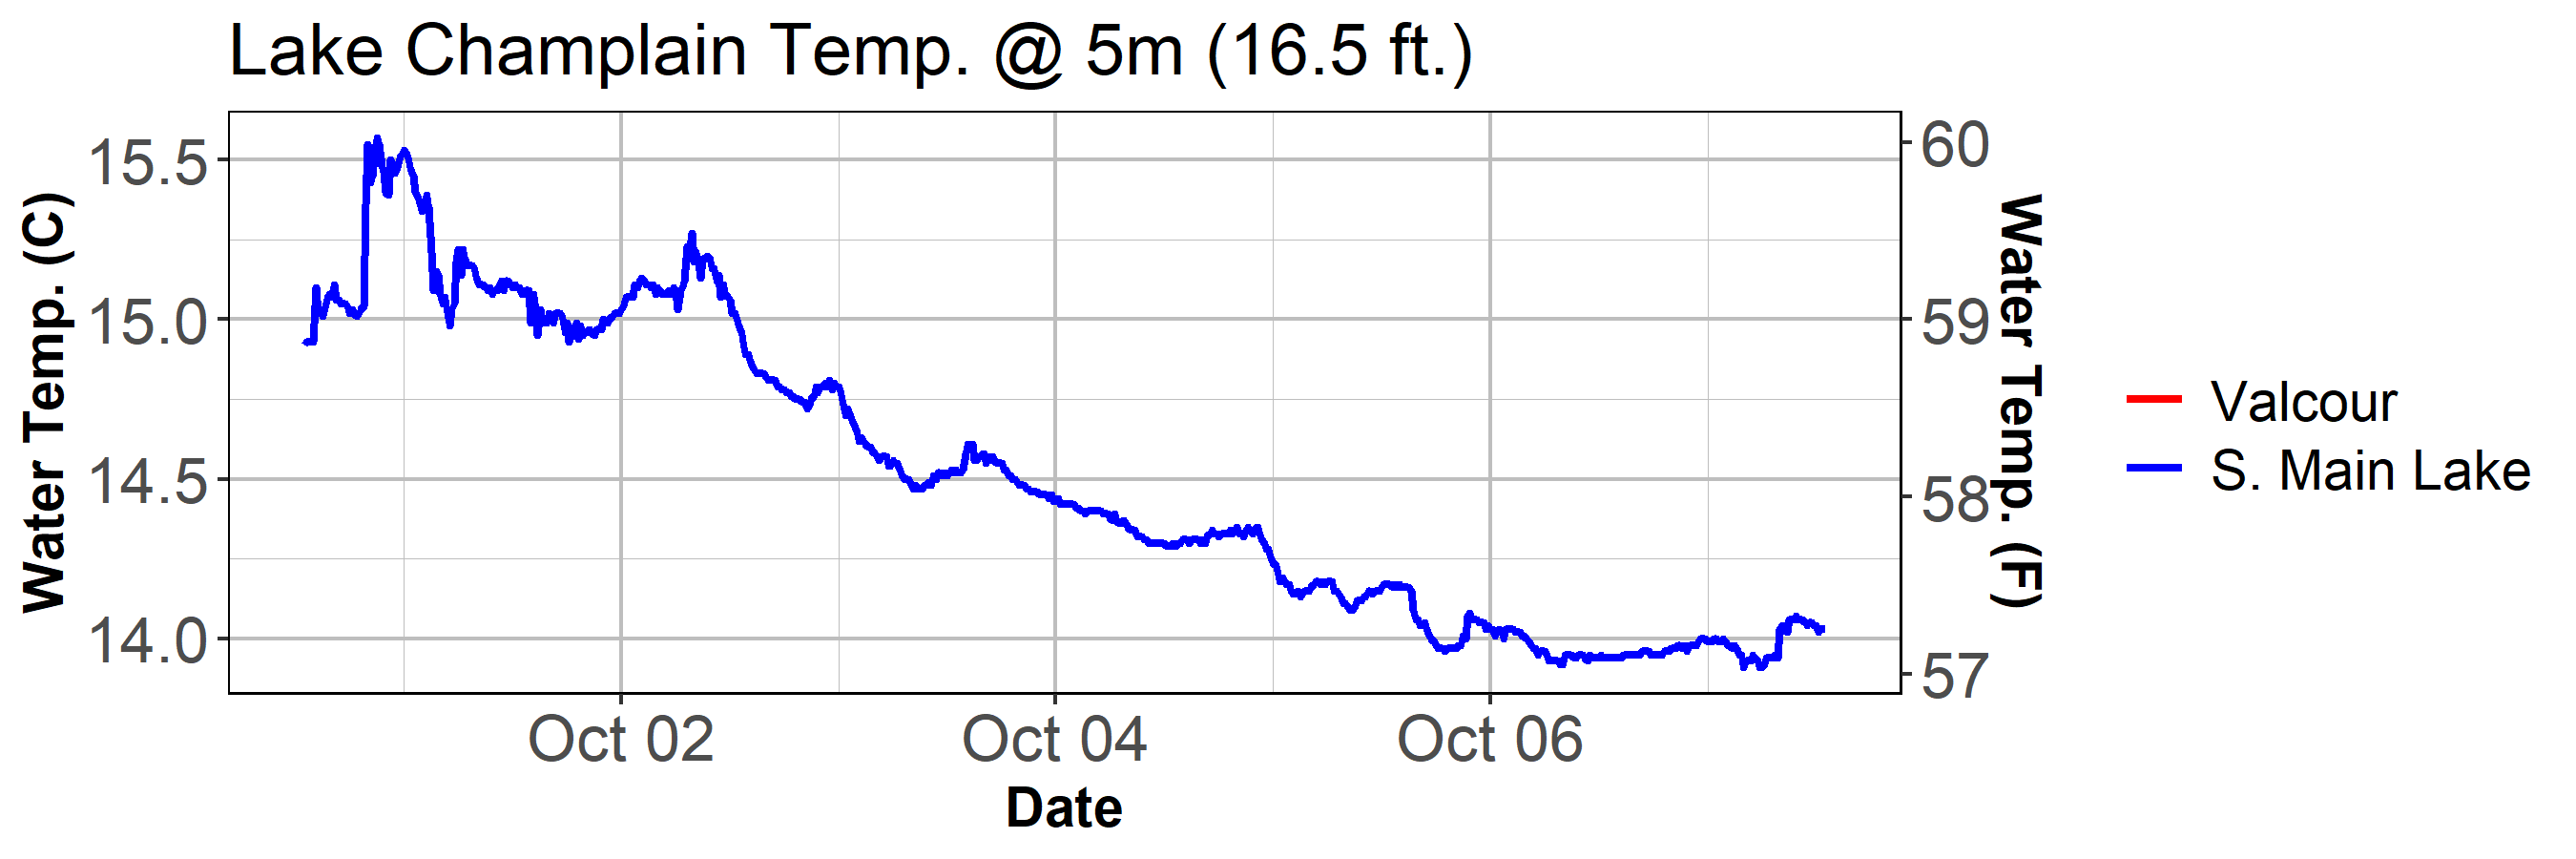 Lake Champlain Temp. @ 5m (16.5 ft.)
Water Temp. (C)
15.5
15.0
14.5
14.0
60
59
58
57
Water Temp. (F)
Oct 02
Oct 04
Oct 06
Date
Valcour
S. Main Lake